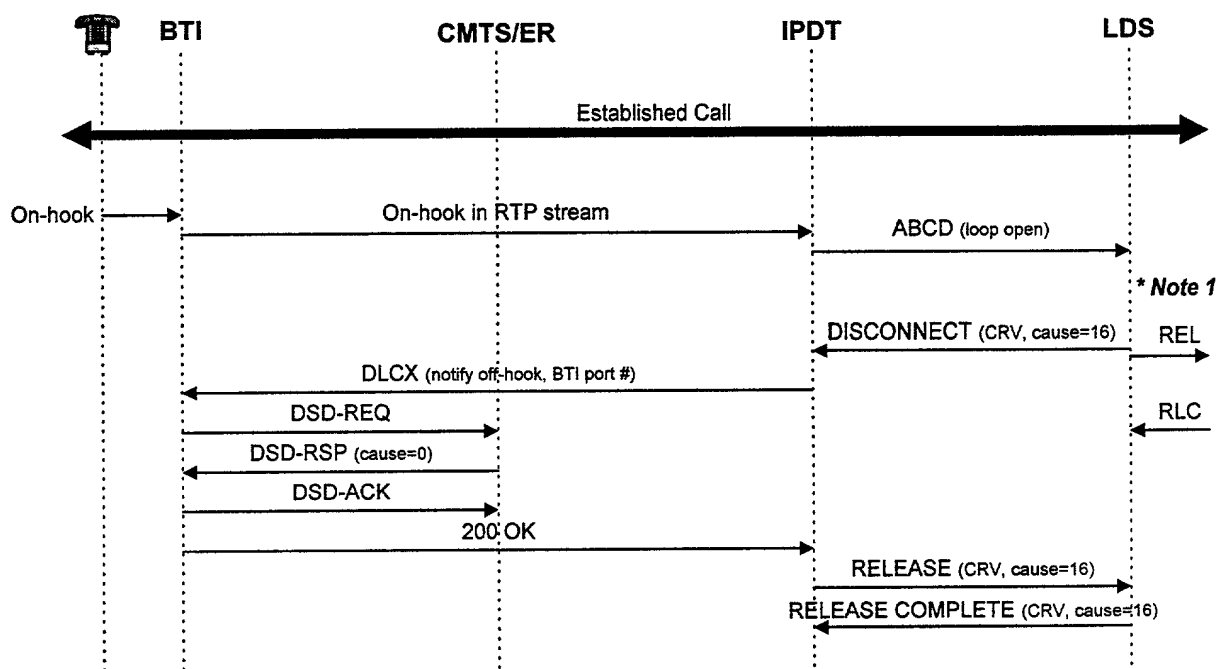 BTI CMTS/ER IPDT LDS
Established Call
On-hook
On-hook in RTP stream
ABCD (loop open)
* Note 1
DISCONNECT (CRV, cause=16)
REL
DLCX (notify off-hook, BTI port #)
DSD-REQ
RLC
DSD-RSP (cause=0)
DSD-ACK
200 OK
RELEASE (CRV, cause=16)
RELEASE COMPLETE (CRV, cause=16)